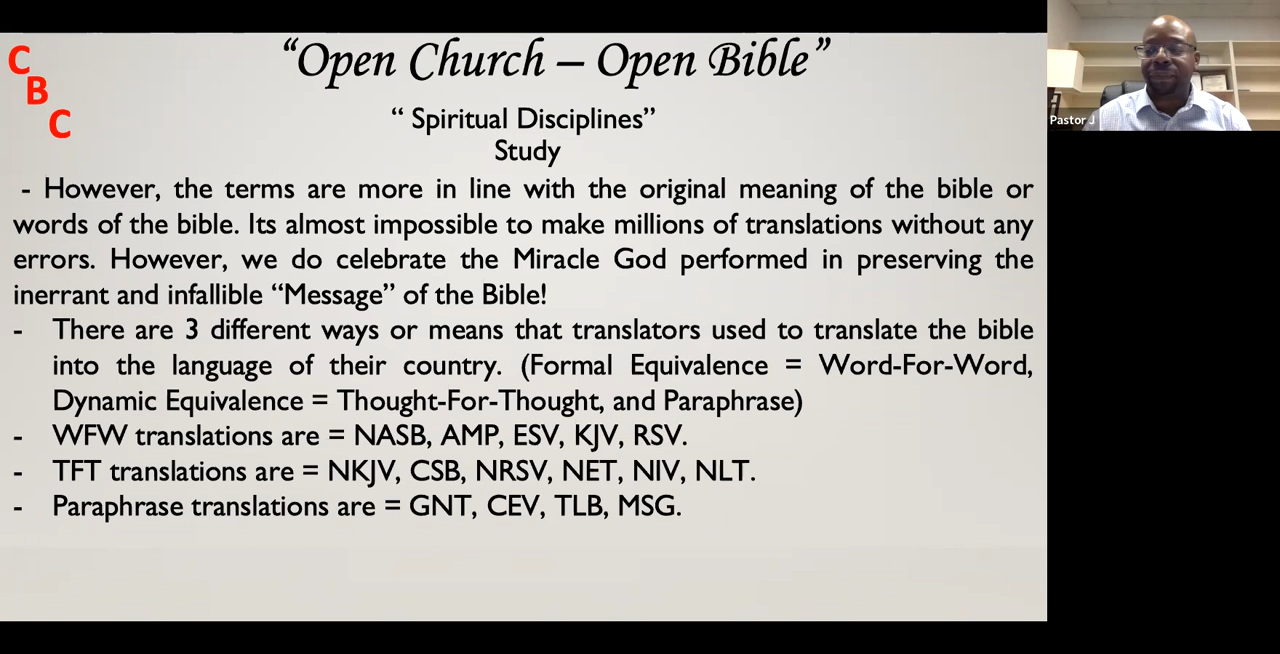 C
B
C
“Open Church – Open Bible”
“ Spiritual Disciplines”
Study
- However, the terms are more in line with the original meaning of the bible or
words of the bible. Its almost impossible to make millions of translations without any
errors. However, we do celebrate the Miracle God performed in preserving the
inerrant and infallible “Message” of the Bible!
- There are 3 different ways or means that translators used to translate the bible
into the language of their country. (Formal Equivalence = Word-For-Word,
Dynamic Equivalence = Thought-For-Thought, and Paraphrase)
- WFW translations are = NASB, AMP, ESV, KJV, RSV.
- TFT translations are = NKJV, CSB, NRSV, NET, NIV, NLT.
- Paraphrase translations are = GNT, CEV, TLB, MSG.
Pastor J